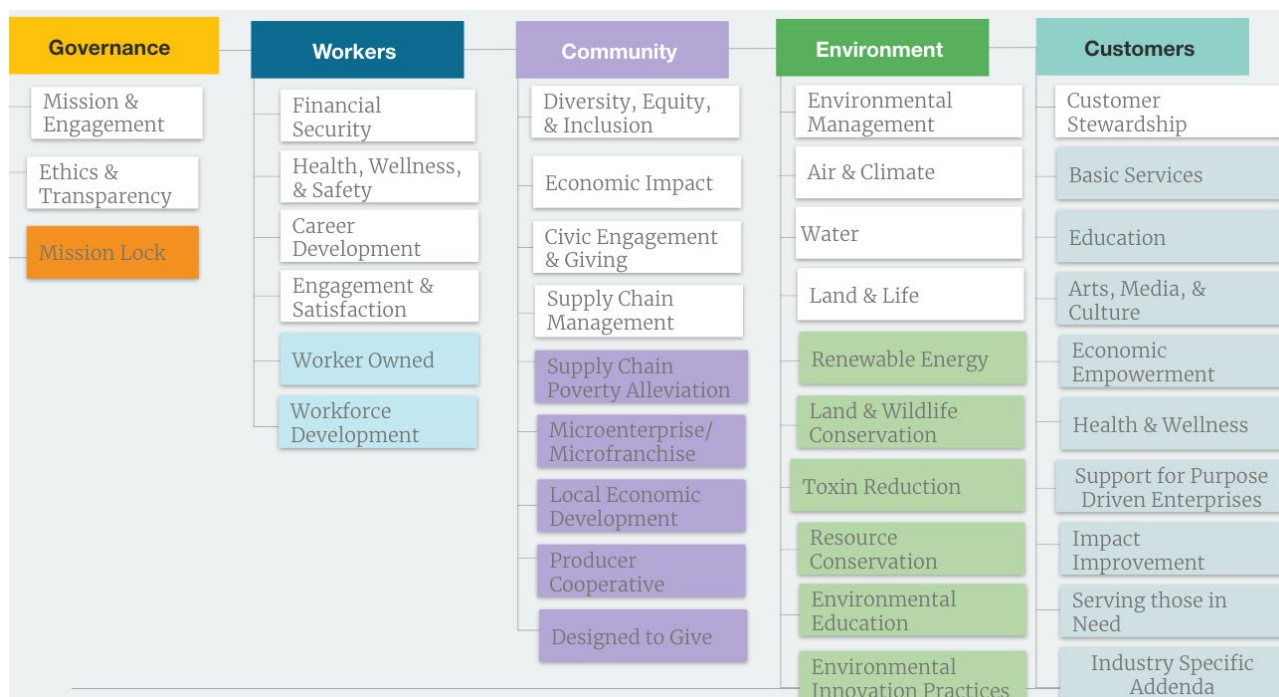 Governance
Mission &
Engagement
Ethics &
Transparency
Mission Lock
Workers
Financial
Security
Health, Wellness,
& Safety
Career
Development
Engagement &
Satisfaction
Worker Owned
Workforce
Development
Community
Diversity, Equity,
& Inclusion
Economic Impact
Civic Engagement
& Giving
Supply Chain
Management
Supply Chain
Poverty Alleviation
Microenterprise/
Microfranchise
Local Economic
Development
Producer
Cooperative
Designed to Give
Environment
Environmental
Management
Air & Climate
Water
Land & Life
Renewable Energy
Land & Wildlife
Conservation
Toxin Reduction
Resource
Conservation
Environmental
Education
Environmental
Innovation Practices
Customers
Customer
Stewardship
Basic Services
Education
Arts, Media, &
Culture
Economic
Empowerment
Health & Wellness
Support for Purpose
Driven Enterprises
Impact
Improvement
Serving those in
Need
Industry Specific
Addenda